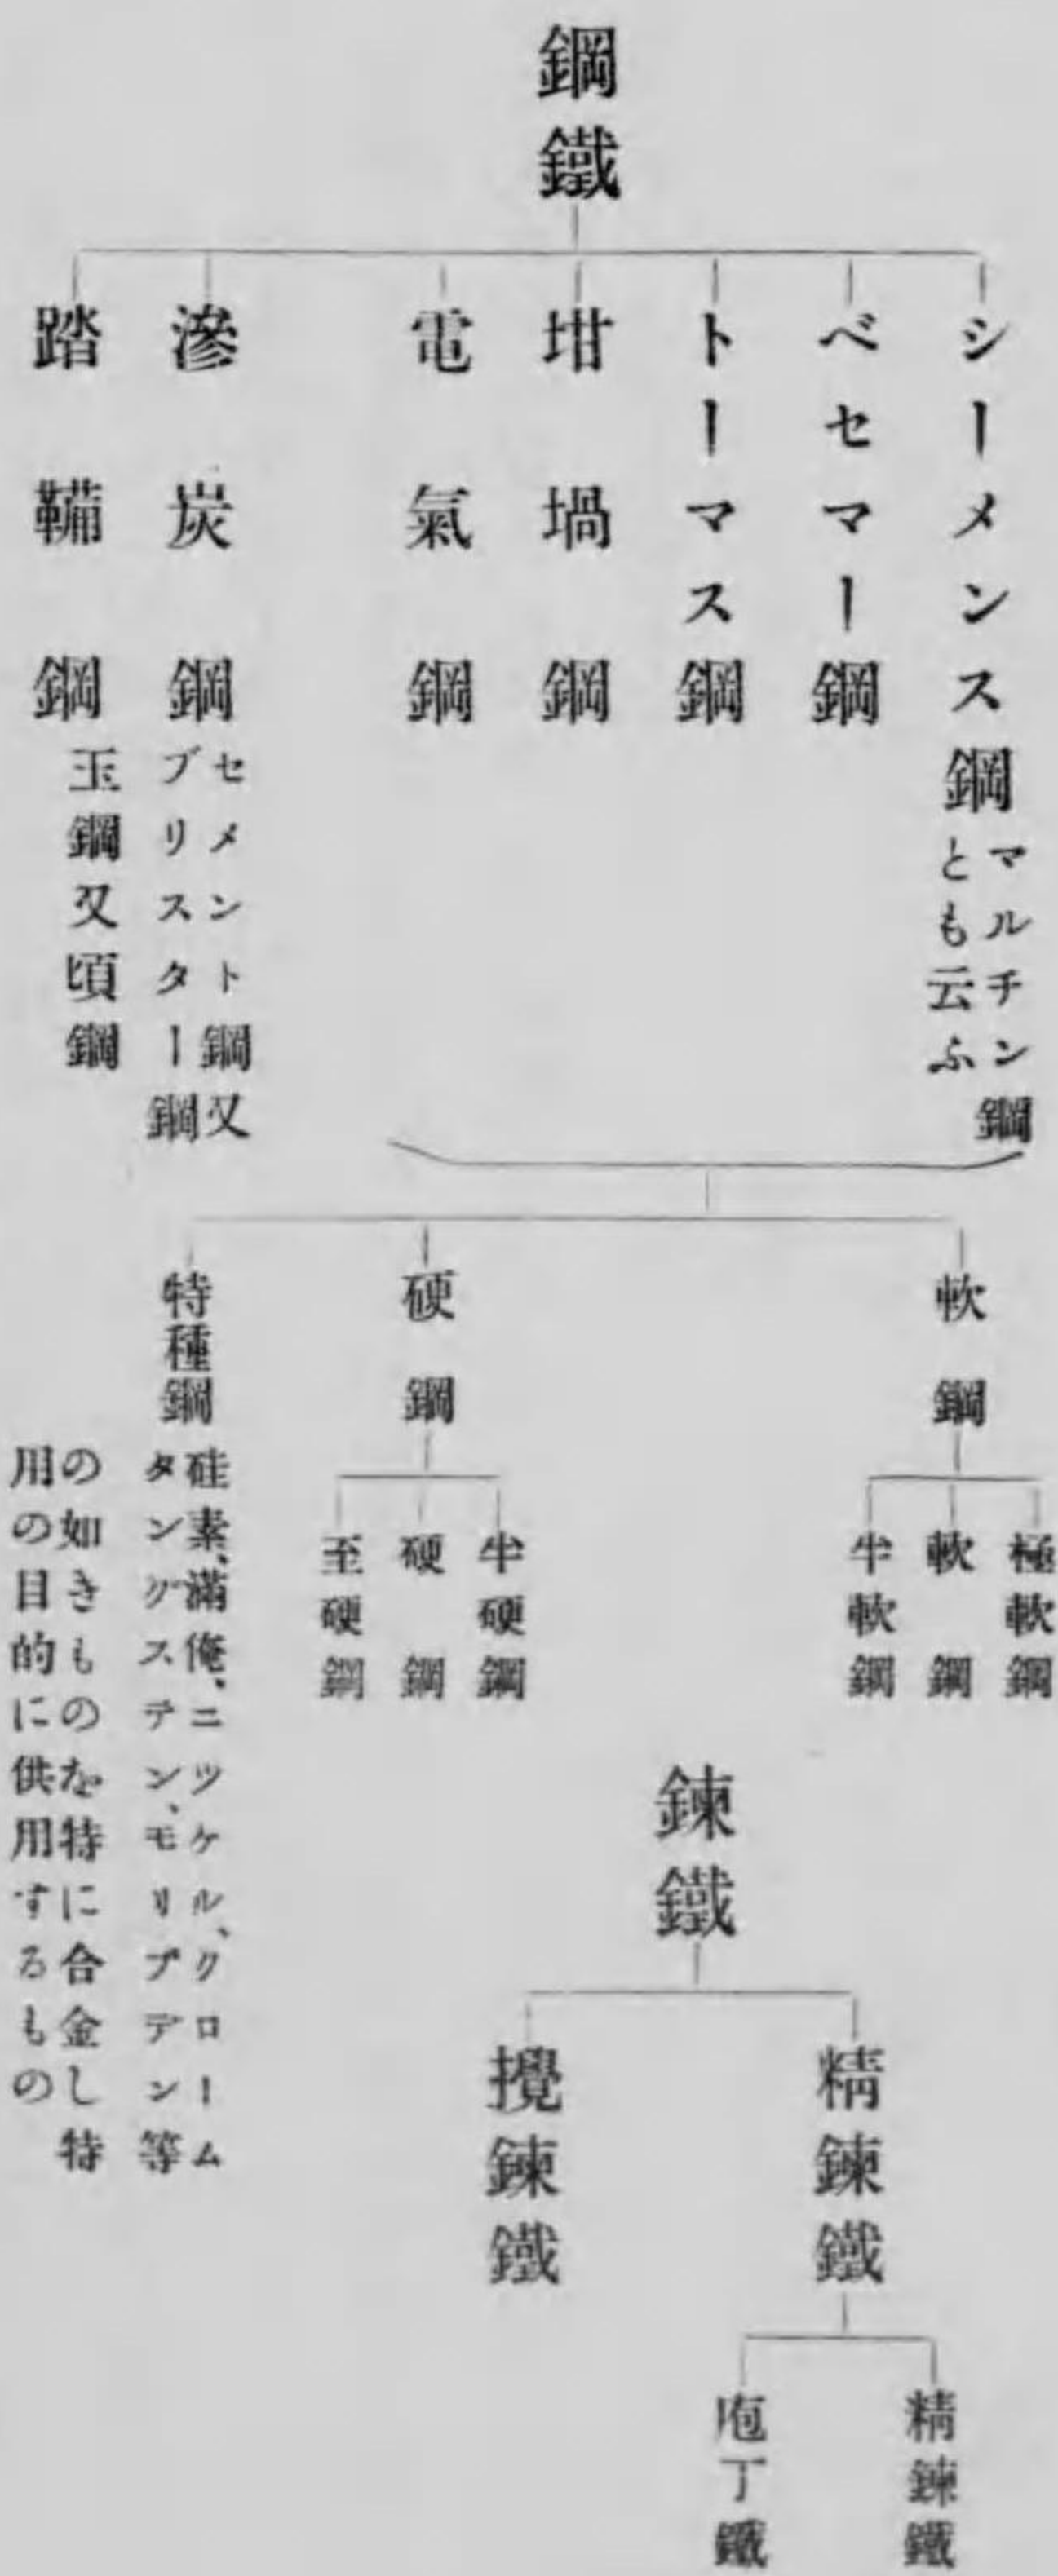 鋼鐵
シーメンス鋼
マルチン鋼
とも云ふ
ベセマー鋼
トーマス鋼
坩堝鋼
電氣鋼
滲炭鋼
セメント鋼又
ブリスター鋼
踏鞴鋼
玉鋼又頃鋼
軟鋼
極軟鋼
軟鋼
半軟鋼
硬鋼
半硬鋼
硬鋼
至硬鋼
特種鋼
硅素、滿俺、ニツケル、クローム
タングステン、モリブデン等
の如きものを特に合金し特
用の目的に供用するもの
鍊鐵
精鍊鐵
精鍊鐵
庖丁鐵
攪鍊鐵